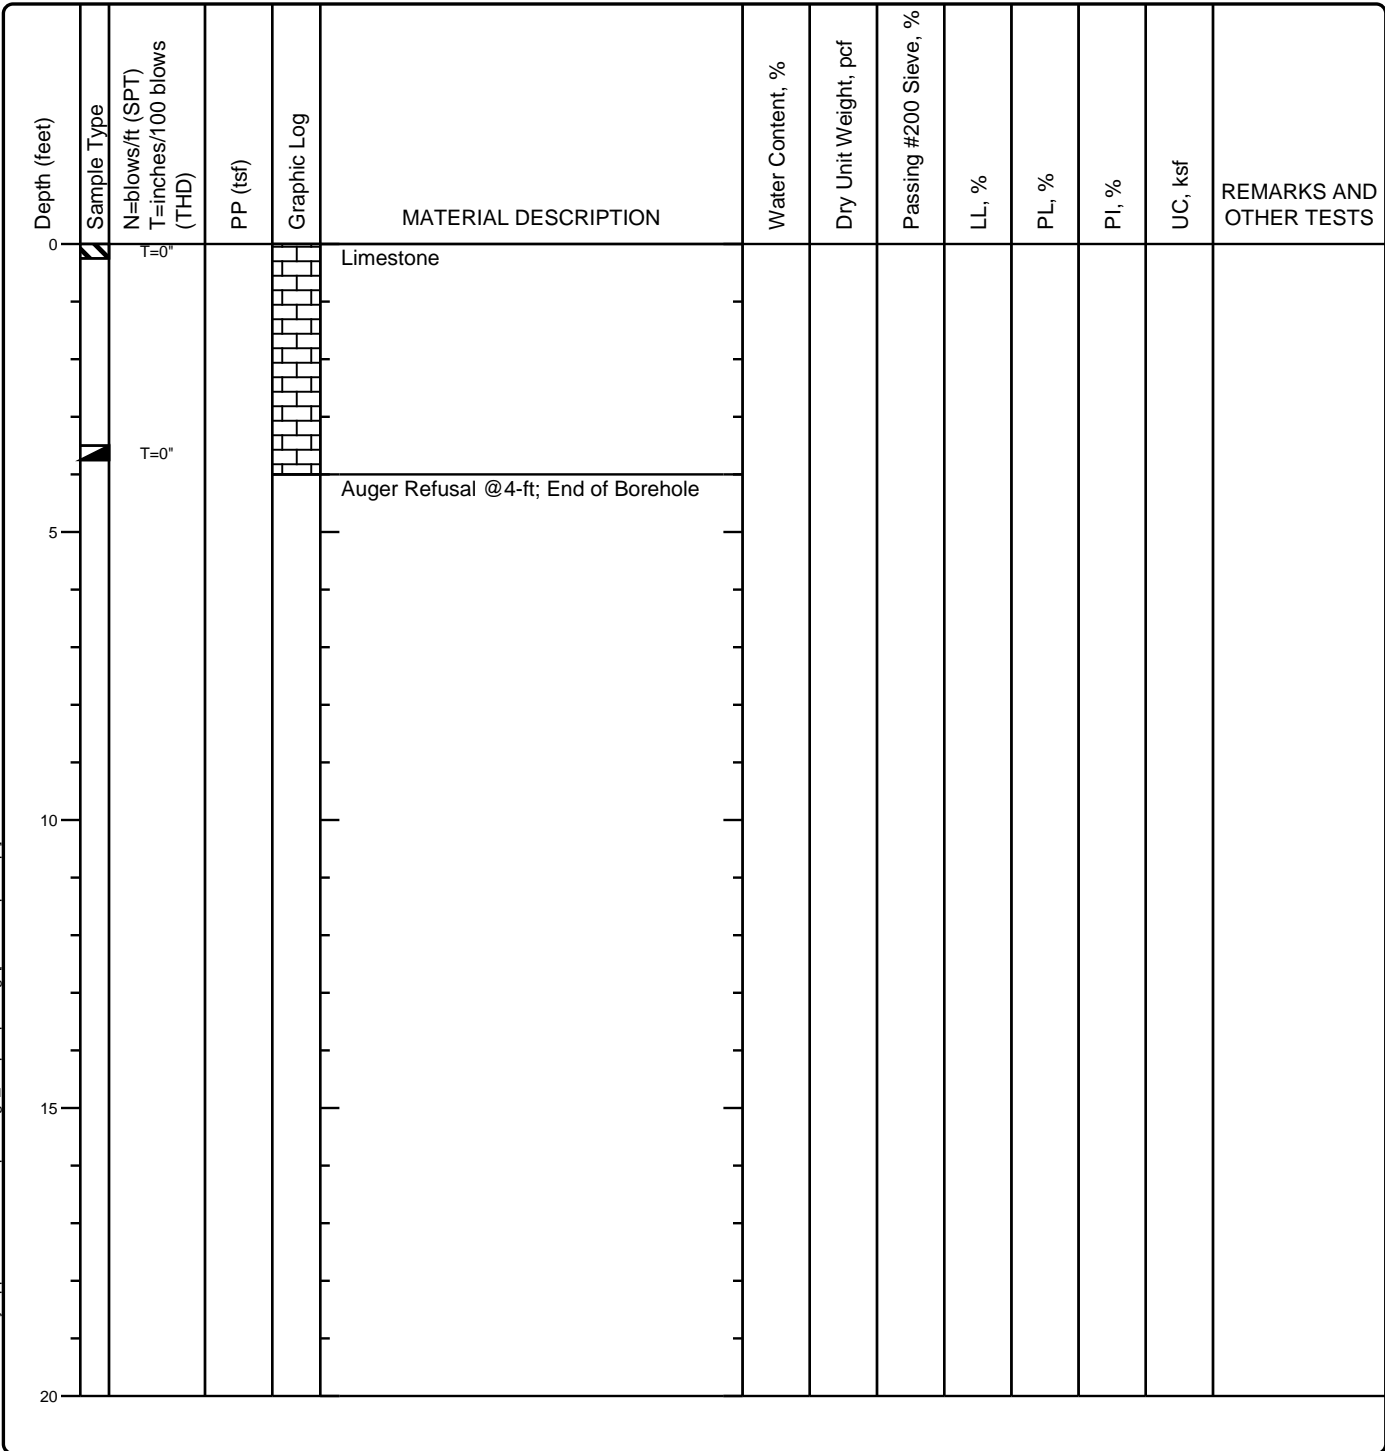 Depth (feet)
Sample Type
N=blows/ft (SPT)
T=inches/100 blows
(THD)
PP (tsf)
Graphic Log
MATERIAL DESCRIPTION
Water Content, %
Dry Unit Weight, pcf
Passing #200 Sieve, %
LL, %
PL, %
PI, %
UC, ksf
REMARKS AND
OTHER TESTS
0
T=0"
Limestone
T=0"
Auger Refusal @4-ft; End of Borehole
5
10
15
20